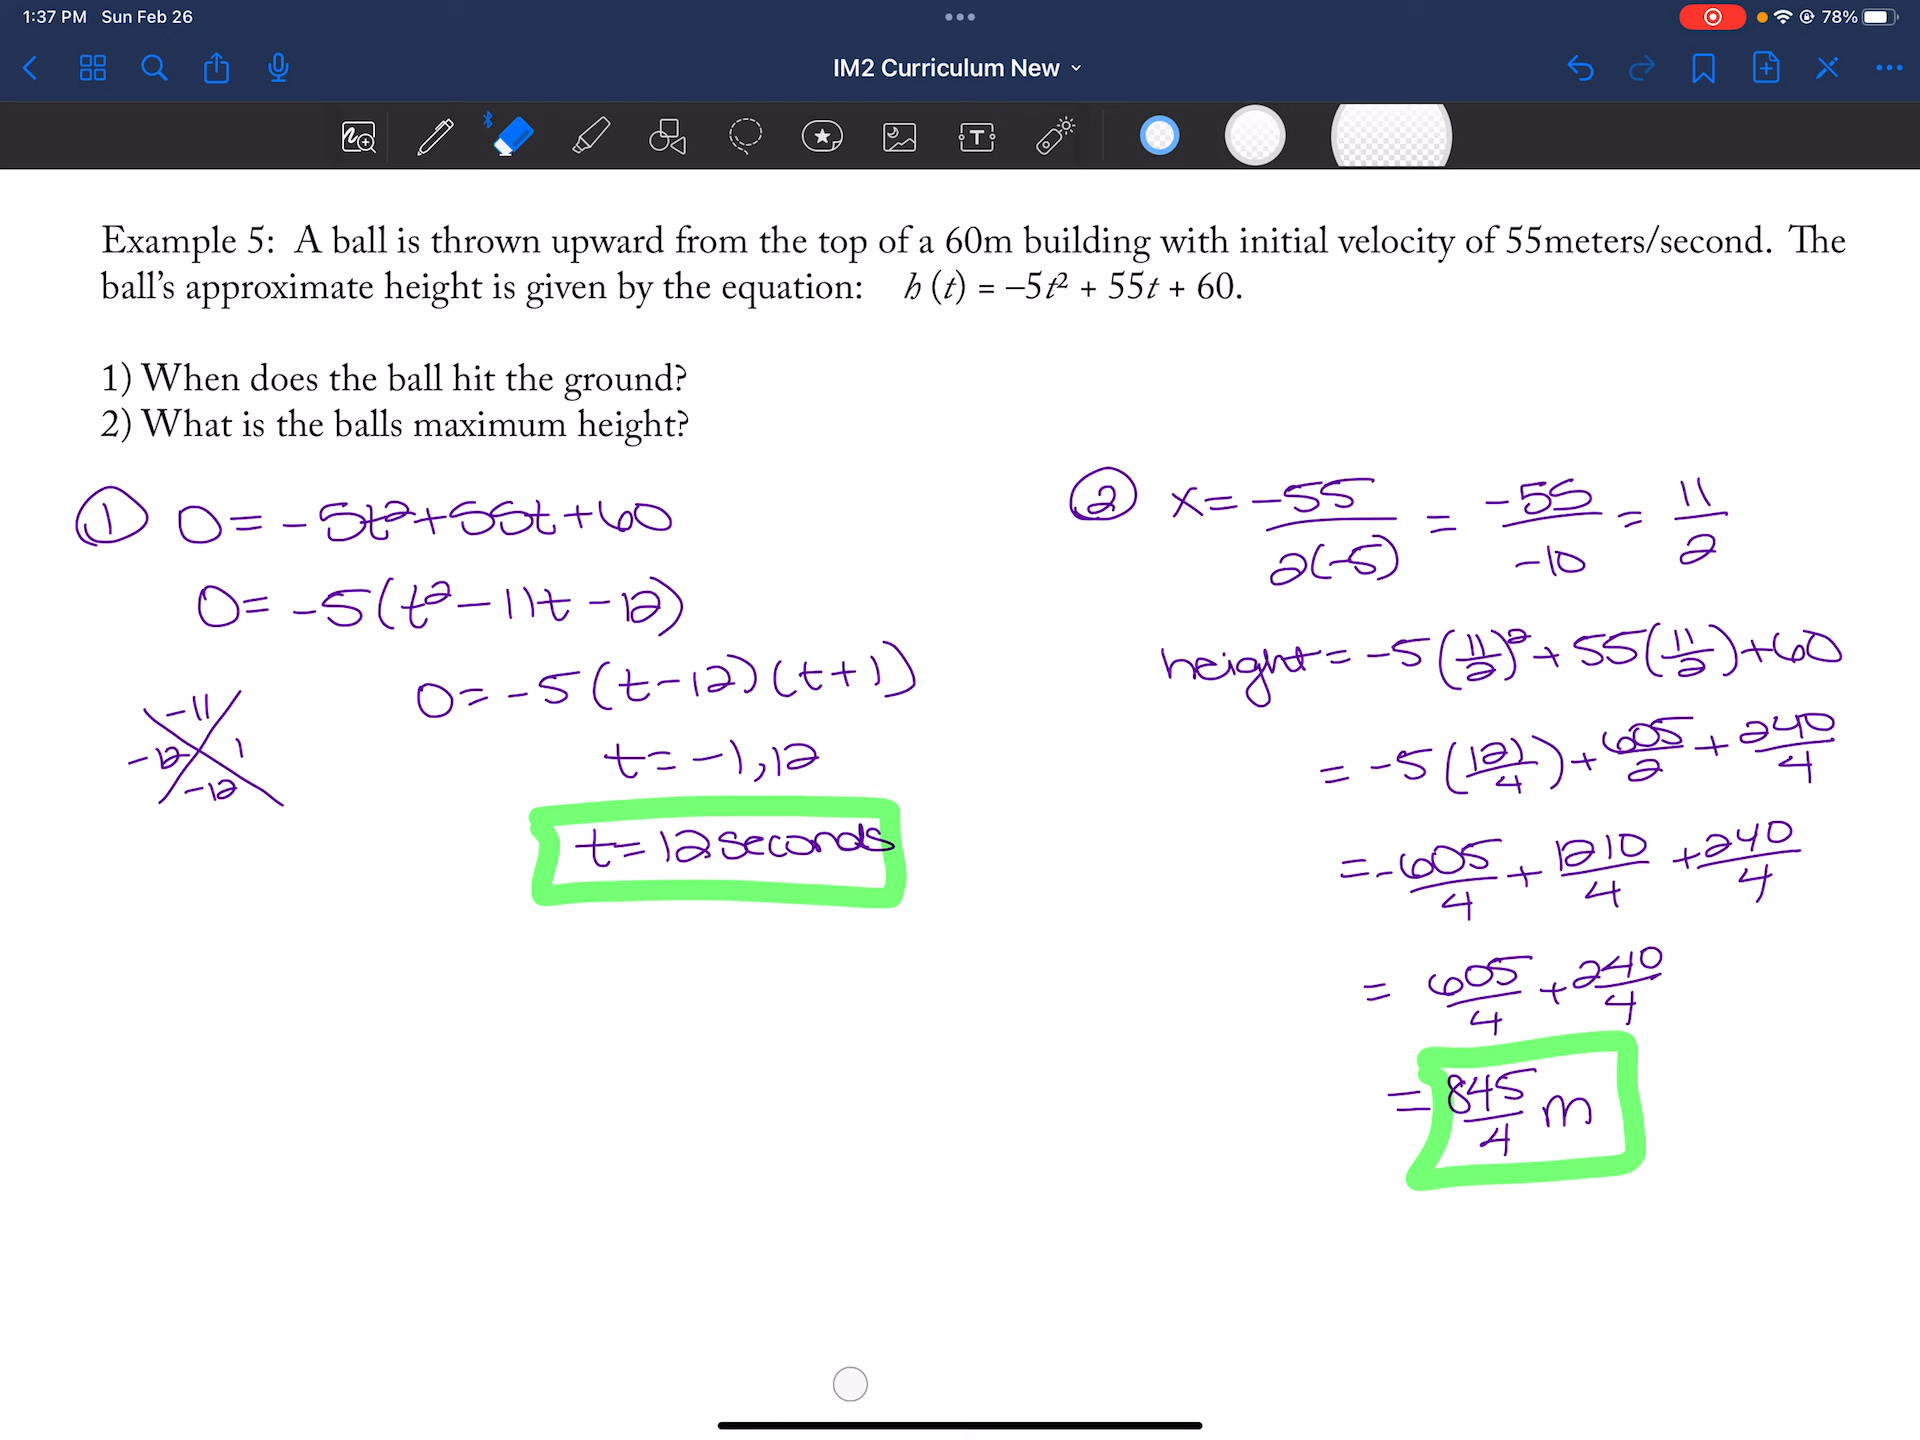 1:37 PM Sun Feb 26
78%
IM2 Curriculum New
Example 5: A ball is thrown upward from the top of a 60m building with initial velocity of 55meters/second. The
ball's approximate height is given by the equation: h (t) = –5t² + 55t + 60.
1) When does the ball hit the ground?
2) What is the balls maximum height?
① 0 = -5t²+55t+60
0 = -5(t²-11t-12)
0 = -5(t-12)(t+1)
-11
-12 1
-12
t = -1, 12
t = 12 seconds
② x = -55/2(-5) = -55/-10 = 11/2
height = -5(11/2)² + 55(11/2) + 60
= -5(121/4) + 605/2 + 240/4
= -605/4 + 1210/4 + 240/4
= 605/4 + 240/4
= 845/4 m